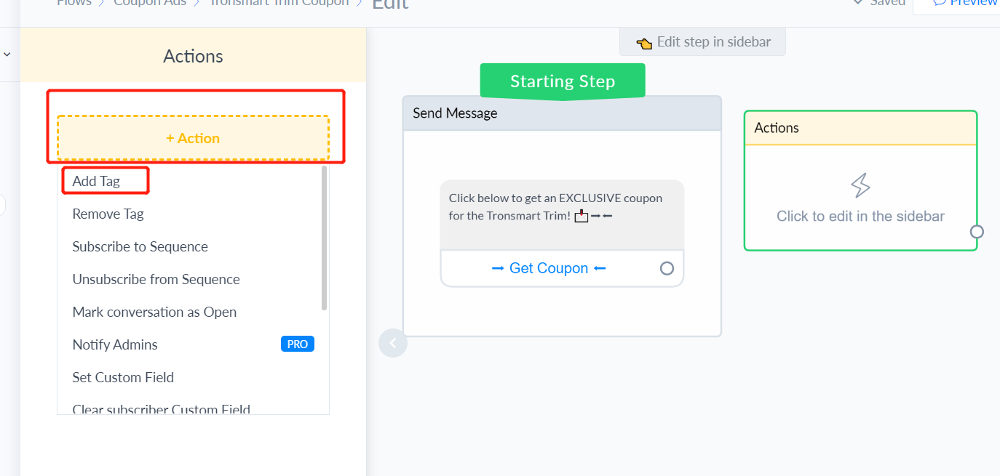 Flows > Coupon Ads > Tronsmart Trim Coupon > Edit
Saved
Preview
Actions
+ Action
Add Tag
Remove Tag
Subscribe to Sequence
Unsubscribe from Sequence
Mark conversation as Open
Notify Admins PRO
Set Custom Field
Clear subscriber Custom Field
Edit step in sidebar
Starting Step
Send Message
Click below to get an EXCLUSIVE coupon
for the Tronsmart Trim! 📩➞←
→ Get Coupon ←
Actions
Click to edit in the sidebar